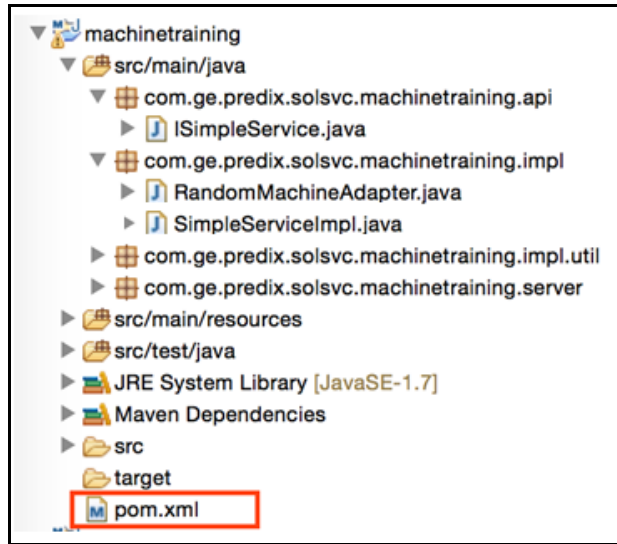 machinetraining
src/main/java
com.ge.predix.solsvc.machinetraining.api
ISimpleService.java
com.ge.predix.solsvc.machinetraining.impl
RandomMachineAdapter.java
SimpleServiceImpl.java
com.ge.predix.solsvc.machinetraining.impl.util
com.ge.predix.solsvc.machinetraining.server
src/main/resources
src/test/java
JRE System Library [JavaSE-1.7]
Maven Dependencies
src
target
pom.xml